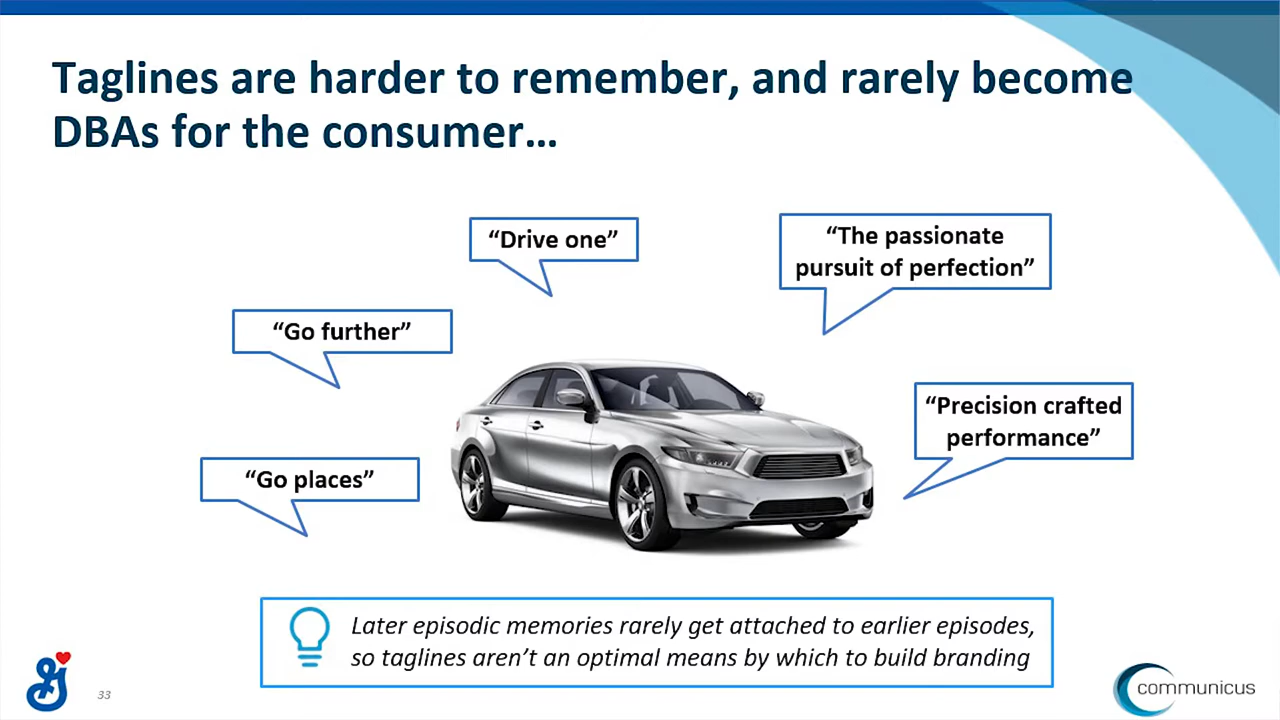 Taglines are harder to remember, and rarely become
DBAs for the consumer…
“Drive one”
“The passionate
pursuit of perfection”
“Go further”
“Precision crafted
performance”
“Go places”
Later episodic memories rarely get attached to earlier episodes,
so taglines aren’t an optimal means by which to build branding
G
33
communicus